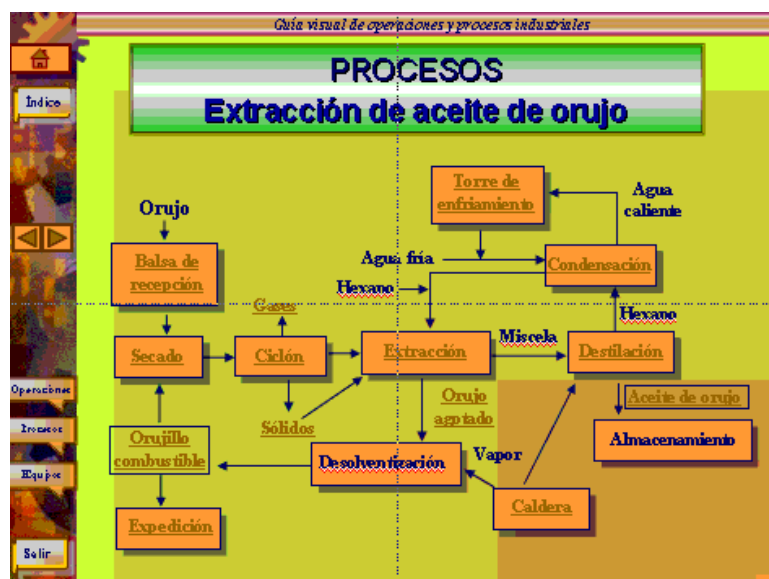 Guía visual de operaciones y procesos industriales
PROCESOS
Extracción de aceite de orujo
Índice
Torre de
enfriamiento
Agua
caliente
Orujo
Balsa de
recepción
Agua fría
Condensación
Hexano
Gases
Hexano
Secado
Ciclón
Extracción
Miscela
Destilación
Operaciones
Procesos
Equipos
Salir
Sólidos
Orujo
agotado
Aceite de orujo
Almacenamiento
Orujillo
combustible
Desolventización
Vapor
Caldera
Expedición